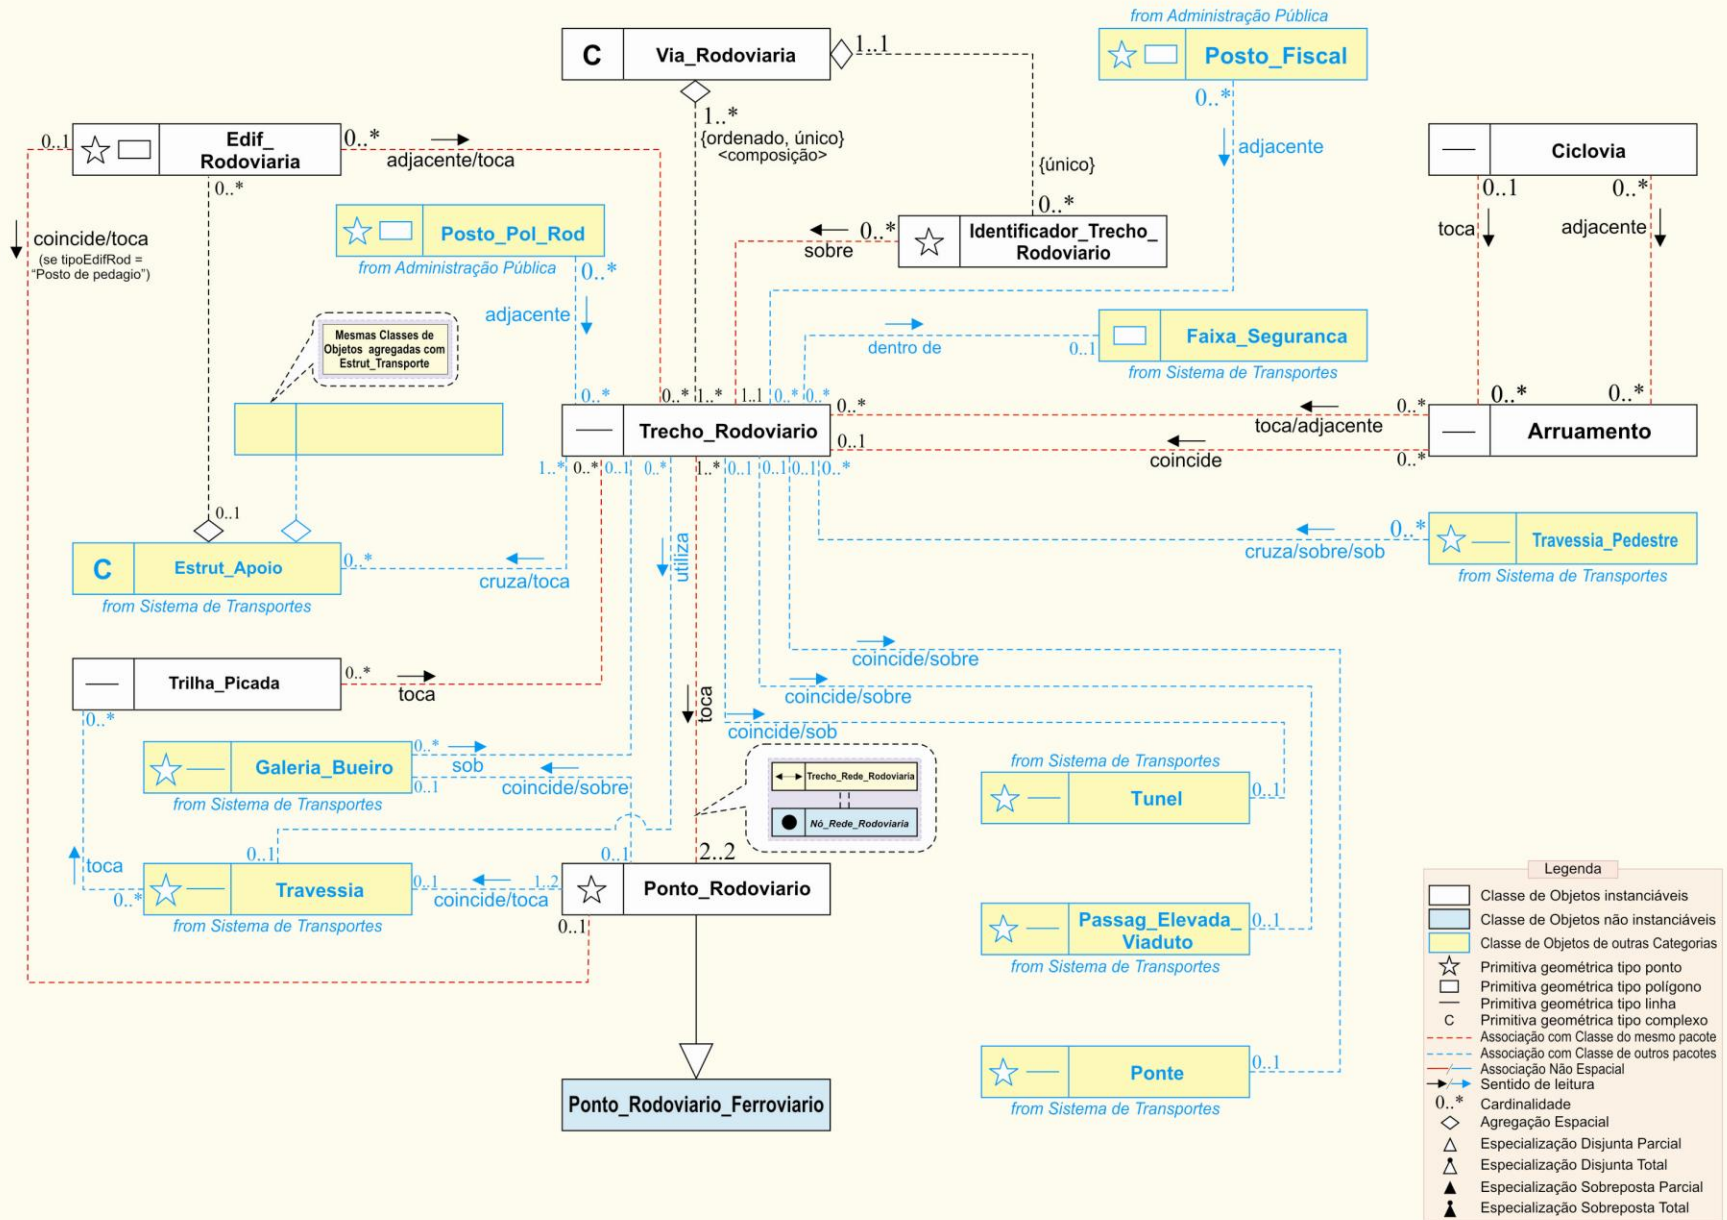 from Administração Pública
C
Via_Rodoviaria
1..1
Posto_Fiscal
0..*
1..*
{ordenado, único}
<composição>
0..1
Edif_
Rodoviaria
0..*
adjacente/toca
adjacente
Ciclovia
0..*
{único}
0..1
0..*
toca
adjacente
coincide/toca
(se tipoEdifRod =
"Posto de pedagio")
Posto_Pol_Rod
from Administração Pública
0..*
adjacente
0..*
0..*
sobre
Identificador_Trecho_
Rodoviario
Mesmas Classes de
Objetos agregadas com
Estrut_Transporte
dentro de
0..1
Faixa_Seguranca
from Sistema de Transportes
0..*
0..*
1..*
1..1
0..*
0..*
Trecho_Rodoviario
0..*
0..1
toca/adjacente
coincide
0..*
0..*
0..*
0..*
Arruamento
1..*
0..*
0..1
0..*
1..*
0..1
0..1
0..1
0..*
0..1
C
Estrut_Apoio
from Sistema de Transportes
0..*
cruza/toca
utiliza
cruza/sobre/sob
0..*
Travessia_Pedestre
from Sistema de Transportes
Trilha_Picada
0..*
toca
0..*
toca
coincide/sobre
coincide/sobre
coincide/sob
Galeria_Bueiro
from Sistema de Transportes
0..*
sob
0..1
coincide/sobre
Trecho_Rede_Rodoviaria
Nó_Rede_Rodoviaria
from Sistema de Transportes
Tunel
0..1
toca
0..*
0..1
Travessia
from Sistema de Transportes
0..1
coincide/toca
1..2
0..1
2..2
Ponto_Rodoviario
0..1
Passag_Elevada_
Viaduto
0..1
from Sistema de Transportes
Ponte
0..1
from Sistema de Transportes
Ponto_Rodoviario_Ferroviario
Legenda
Classe de Objetos instanciáveis
Classe de Objetos não instanciáveis
Classe de Objetos de outras Categorias
Primitiva geométrica tipo ponto
Primitiva geométrica tipo polígono
Primitiva geométrica tipo linha
C Primitiva geométrica tipo complexo
Associação com Classe do mesmo pacote
Associação com Classe de outros pacotes
Associação Não Espacial
Sentido de leitura
0..* Cardinalidade
Agregação Espacial
Especialização Disjunta Parcial
Especialização Disjunta Total
Especialização Sobreposta Parcial
Especialização Sobreposta Total